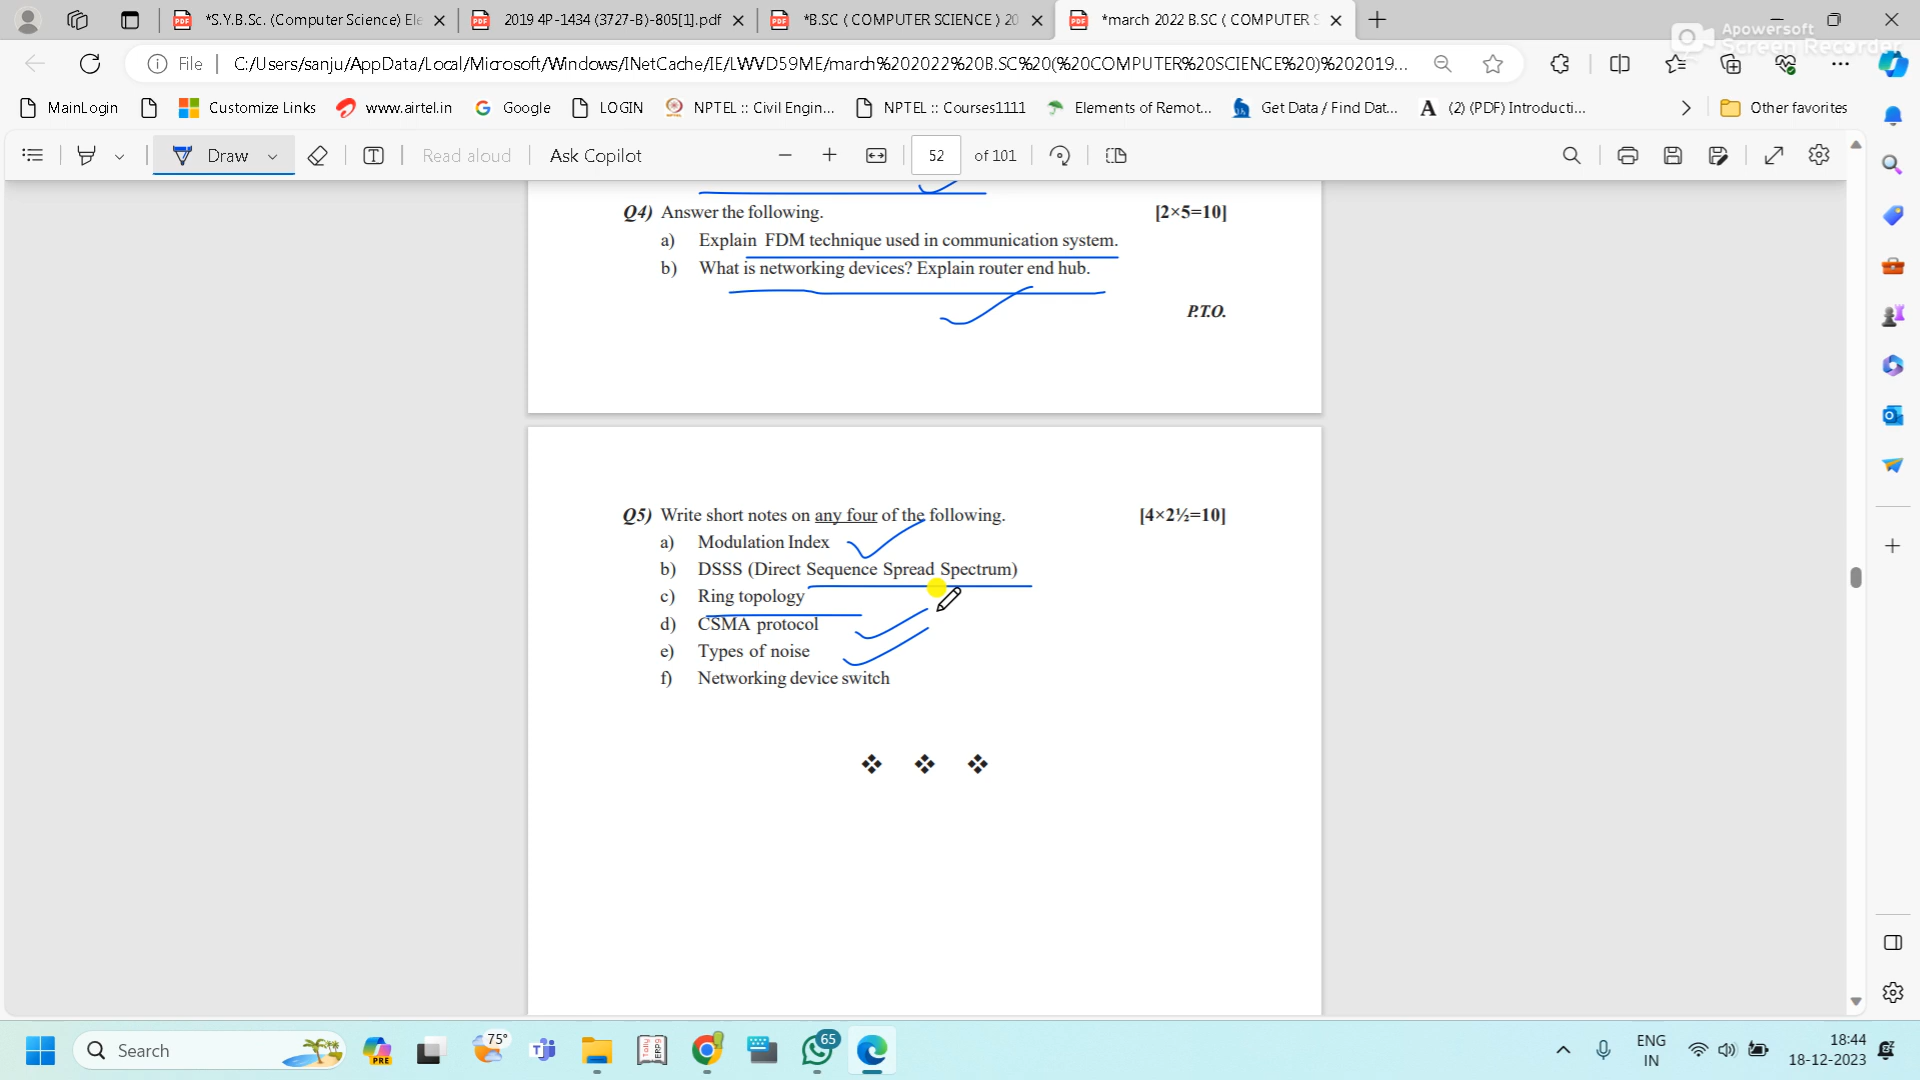 *S.Y.B.Sc. (Computer Science) Ele
2019 4P-1434 (3727-B)-805[1].pdf
*B.SC ( COMPUTER SCIENCE ) 20
*march 2022 B.SC ( COMPUTER S
Apowersoft
Screen Recorder
File
C:/Users/sanju/AppData/Local/Microsoft/Windows/INetCache/IE/LWVD59ME/march%202022%20B.SC%20(%20COMPUTER%20SCIENCE%20)%202019...
MainLogin
Customize Links
www.airtel.in
Google
LOGIN
NPTEL :: Civil Engin...
NPTEL :: Courses1111
Elements of Remot...
Get Data / Find Dat...
(2) (PDF) Introducti...
Other favorites
Draw
Read aloud
Ask Copilot
52 of 101
Q4) Answer the following. [2×5=10]
a) Explain FDM technique used in communication system.
b) What is networking devices? Explain router end hub.
P.T.O.
Q5) Write short notes on any four of the following. [4×2½=10]
a) Modulation Index
b) DSSS (Direct Sequence Spread Spectrum)
c) Ring topology
d) CSMA protocol
e) Types of noise
f) Networking device switch
Search
PRE
75°
Tally
ERP9
65
ENG
IN
18:44
18-12-2023